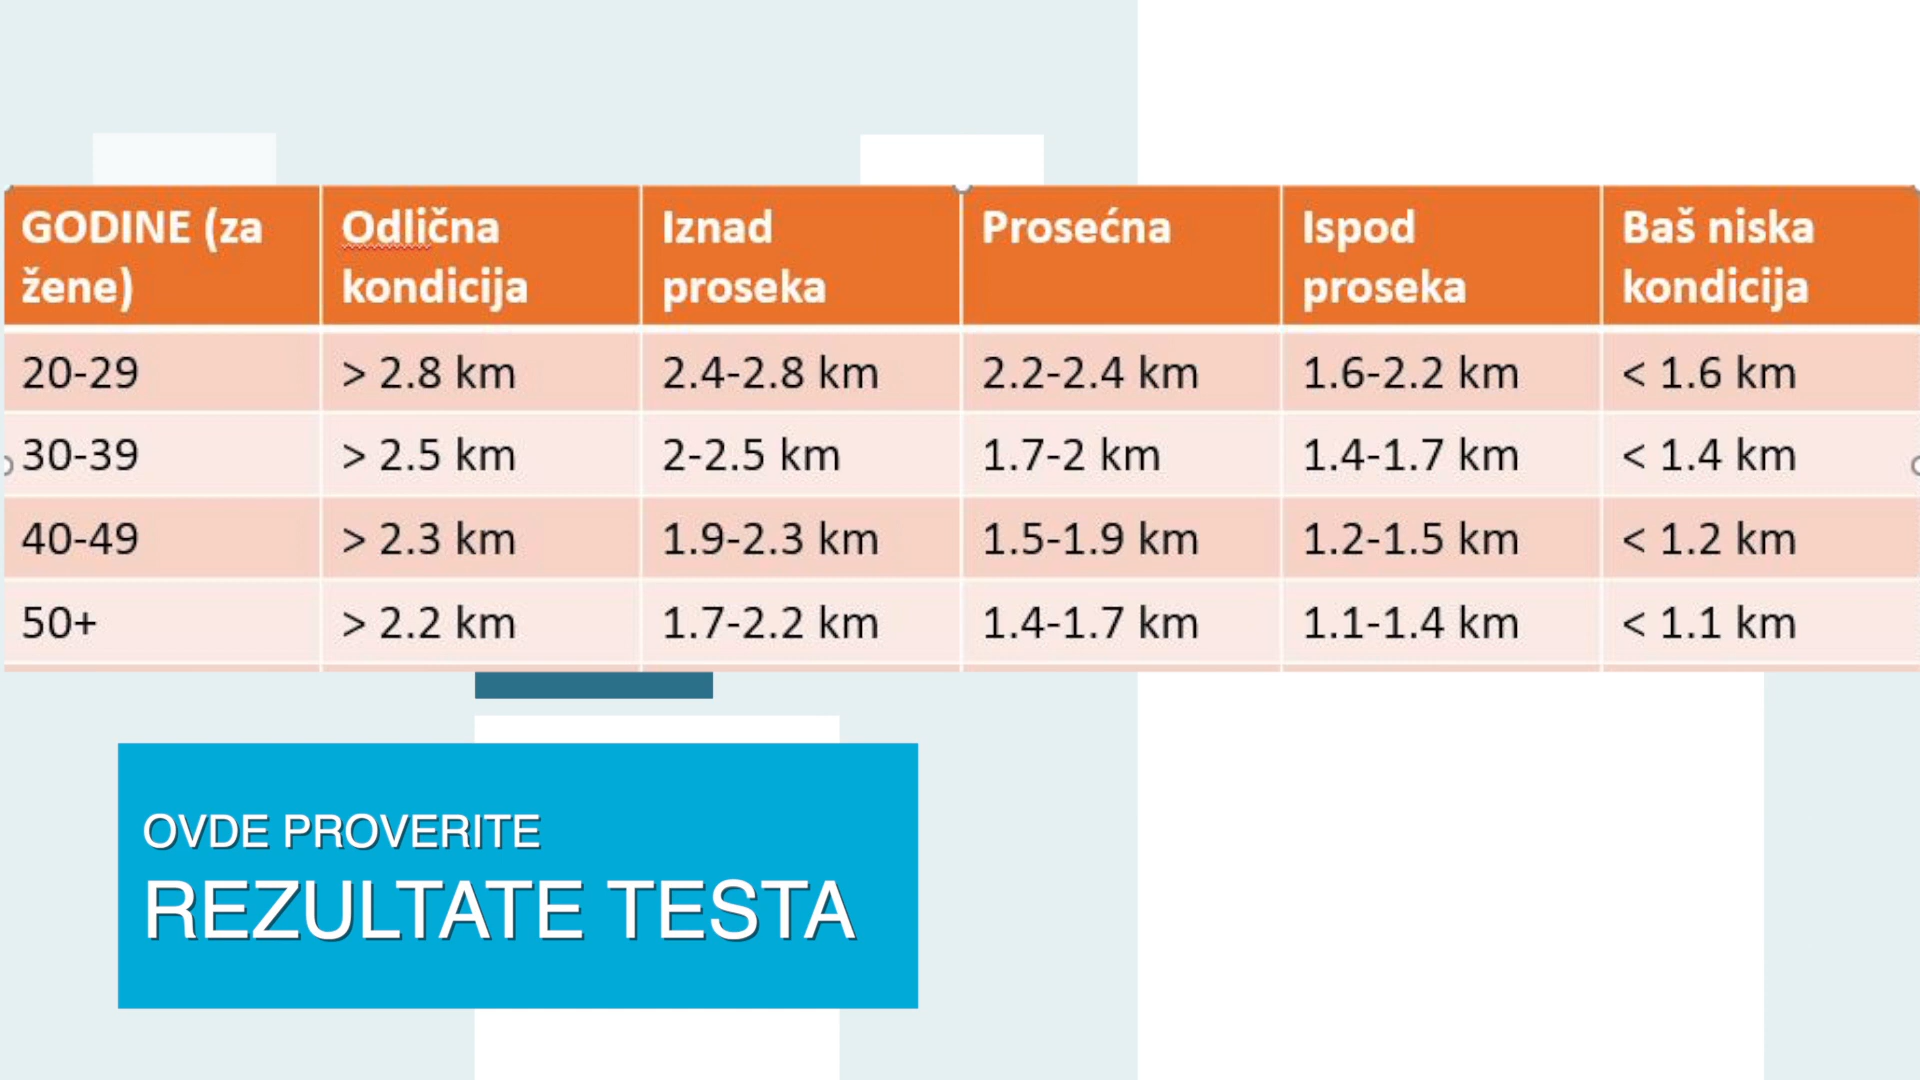 GODINE (za žene) Odlična kondicija Iznad proseka Prosećna Ispod proseka Baš niska kondicija
20-29 > 2.8 km 2.4-2.8 km 2.2-2.4 km 1.6-2.2 km < 1.6 km
30-39 > 2.5 km 2-2.5 km 1.7-2 km 1.4-1.7 km < 1.4 km
40-49 > 2.3 km 1.9-2.3 km 1.5-1.9 km 1.2-1.5 km < 1.2 km
50+ > 2.2 km 1.7-2.2 km 1.4-1.7 km 1.1-1.4 km < 1.1 km
OVDE PROVERITE
REZULTATE TESTA